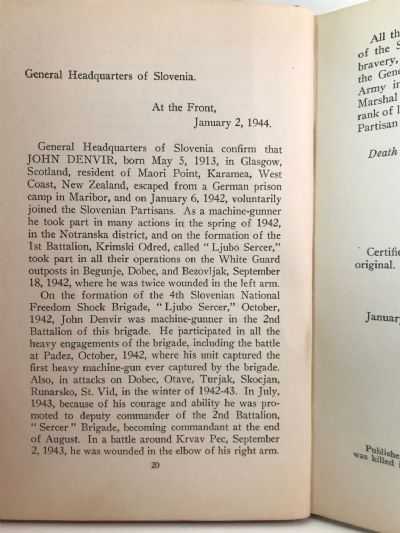 General Headquarters of Slovenia.
At the Front,
January 2, 1944.
General Headquarters of Slovenia confirm that
JOHN DENVIR, born May 5, 1913, in Glasgow,
Scotland, resident of Maori Point, Karamea, West
Coast, New Zealand, escaped from a German prison
camp in Maribor, and on January 6, 1942, voluntarily
joined the Slovenian Partisans. As a machine-gunner
he took part in many actions in the spring of 1942,
in the Notranska district, and on the formation of the
1st Battalion, Krimski Odred, called "Ljubo Sercer,"
took part in all their operations on the White Guard
outposts in Begunje, Dobec, and Bezovljak, September
18, 1942, where he was twice wounded in the left arm.
On the formation of the 4th Slovenian National
Freedom Shock Brigade, "Ljubo Sercer," October,
1942, John Denvir was machine-gunner in the 2nd
Battalion of this brigade. He participated in all the
heavy engagements of the brigade, including the battle
at Padez, October, 1942, where his unit captured the
first heavy machine-gun ever captured by the brigade.
Also, in attacks on Dobec, Otave, Turjak, Skocjan,
Runarsko, St. Vid, in the winter of 1942-43. In July,
1943, because of his courage and ability he was pro-
moted to deputy commander of the 2nd Battalion,
"Sercer" Brigade, becoming commandant at the end
of August. In a battle around Krvav Pec, September
2, 1943, he was wounded in the elbow of his right arm.
20
All th
of the S
bravery,
the Gene
Army in
Marshal
rank of L
Partisan
Death
Certifie
original.
January
Publishe
was killed i